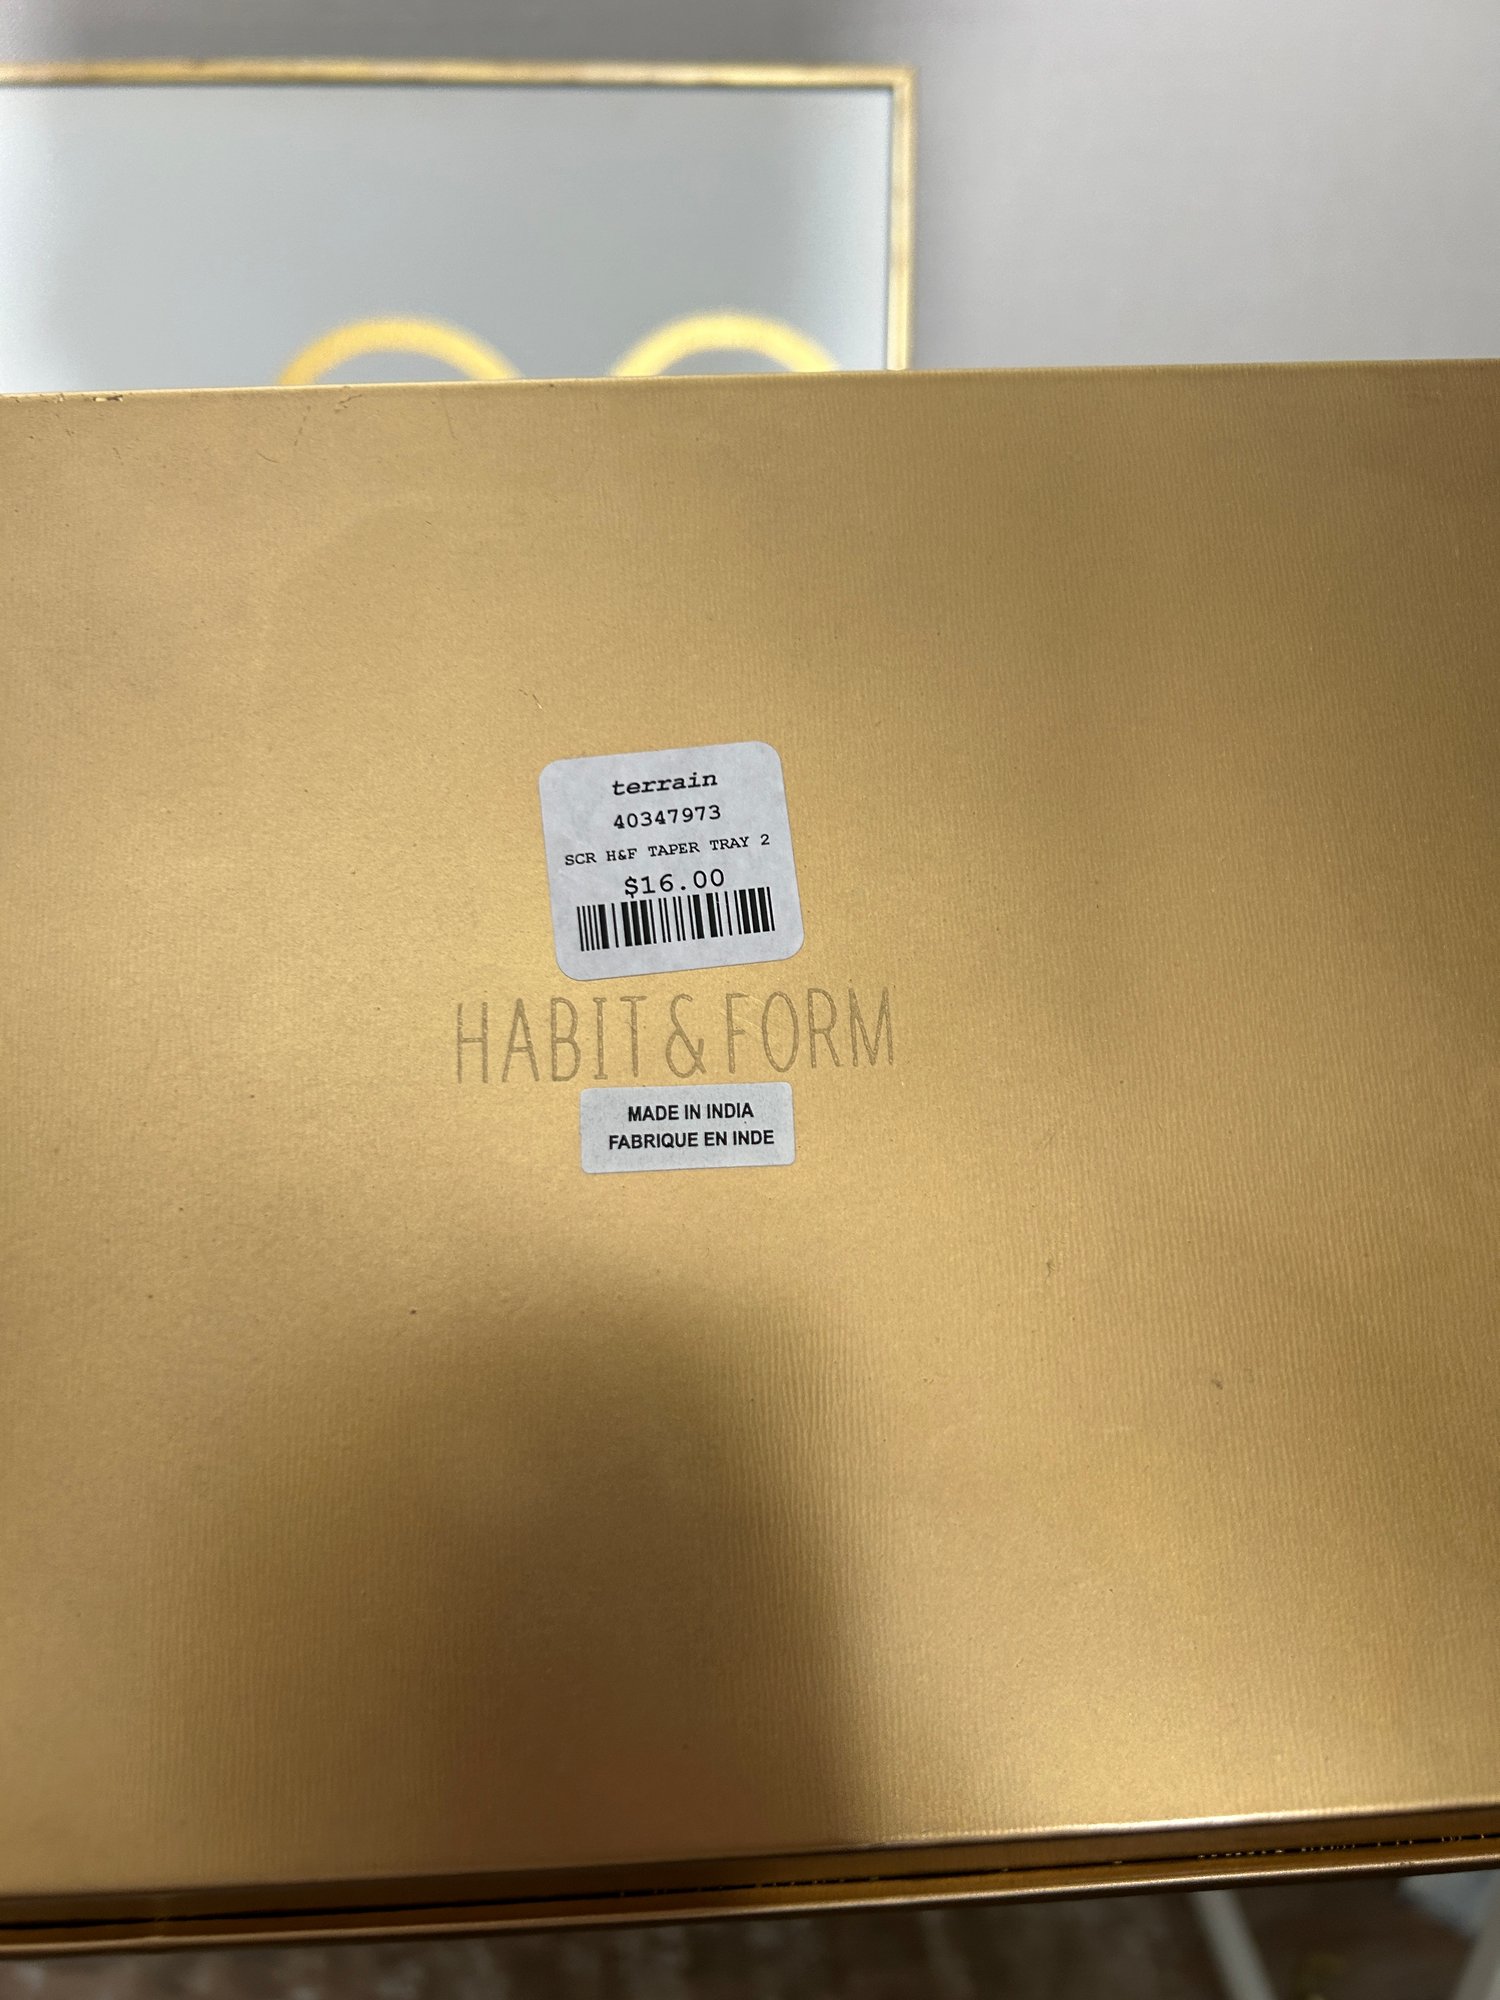 terrain
40347973
SCR H&F TAPER TRAY 2
$16.00
HABIT & FORM
MADE IN INDIA
FABRIQUE EN INDE